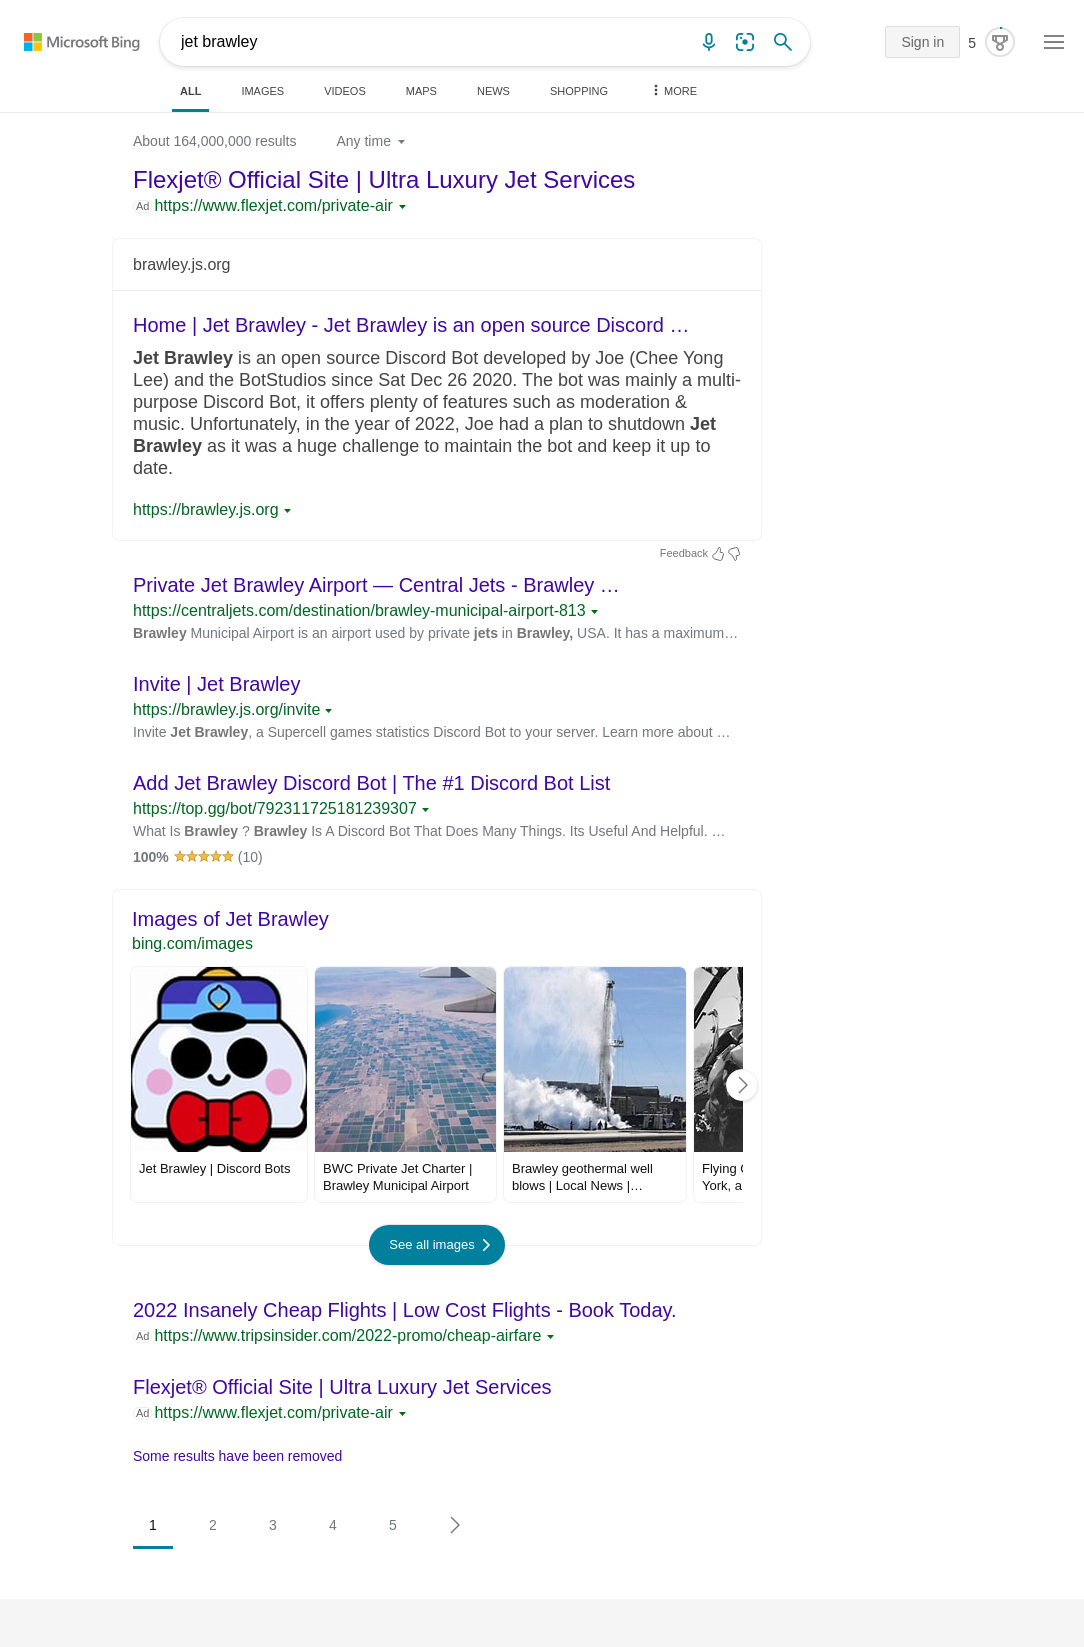 Microsoft Bing
jet brawley
Sign in
5
ALL
IMAGES
VIDEOS
MAPS
NEWS
SHOPPING
MORE
About 164,000,000 results
Any time
Flexjet® Official Site | Ultra Luxury Jet Services
Ad https://www.flexjet.com/private-air
brawley.js.org
Home | Jet Brawley - Jet Brawley is an open source Discord …
Jet Brawley is an open source Discord Bot developed by Joe (Chee Yong
Lee) and the BotStudios since Sat Dec 26 2020. The bot was mainly a multi-
purpose Discord Bot, it offers plenty of features such as moderation &
music. Unfortunately, in the year of 2022, Joe had a plan to shutdown Jet
Brawley as it was a huge challenge to maintain the bot and keep it up to
date.
https://brawley.js.org
Feedback
Private Jet Brawley Airport — Central Jets - Brawley …
https://centraljets.com/destination/brawley-municipal-airport-813
Brawley Municipal Airport is an airport used by private jets in Brawley, USA. It has a maximum…
Invite | Jet Brawley
https://brawley.js.org/invite
Invite Jet Brawley, a Supercell games statistics Discord Bot to your server. Learn more about …
Add Jet Brawley Discord Bot | The #1 Discord Bot List
https://top.gg/bot/792311725181239307
What Is Brawley ? Brawley Is A Discord Bot That Does Many Things. Its Useful And Helpful. …
100% (10)
Images of Jet Brawley
bing.com/images
Jet Brawley | Discord Bots
BWC Private Jet Charter |
Brawley Municipal Airport
Brawley geothermal well
blows | Local News |…
Flying
York, a
See all images
2022 Insanely Cheap Flights | Low Cost Flights - Book Today.
Ad https://www.tripsinsider.com/2022-promo/cheap-airfare
Flexjet® Official Site | Ultra Luxury Jet Services
Ad https://www.flexjet.com/private-air
Some results have been removed
1
2
3
4
5